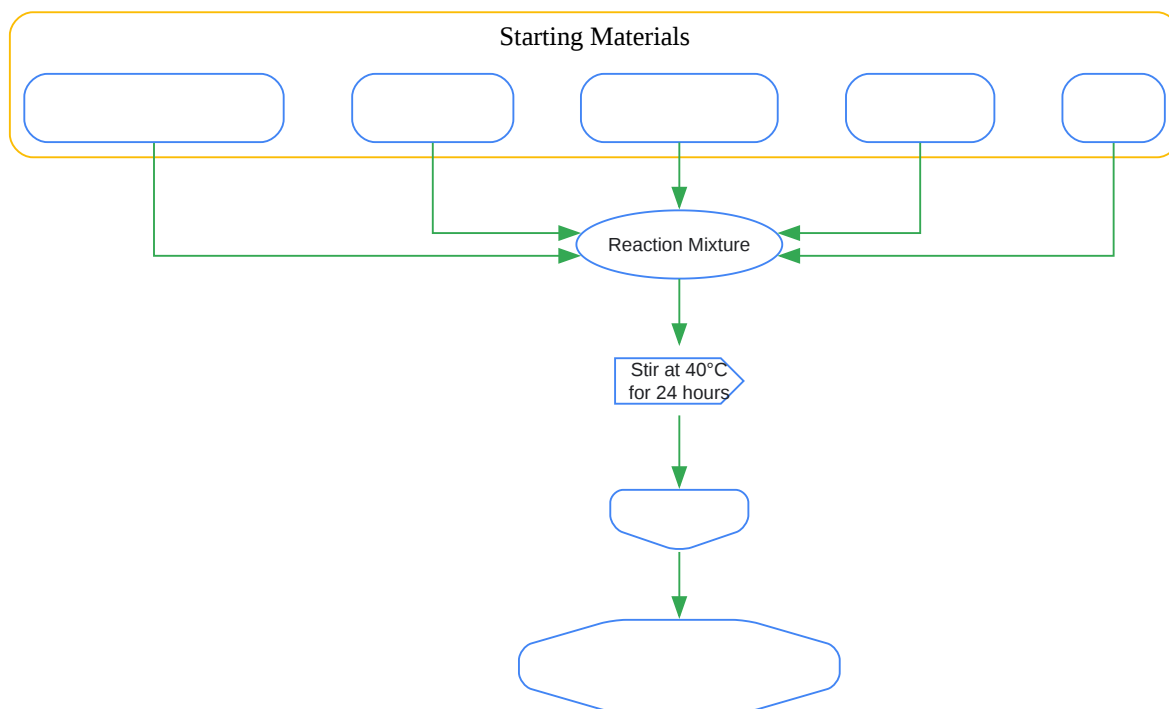 Starting Materials
Reaction Mixture
Stir at 40°C
for 24 hours